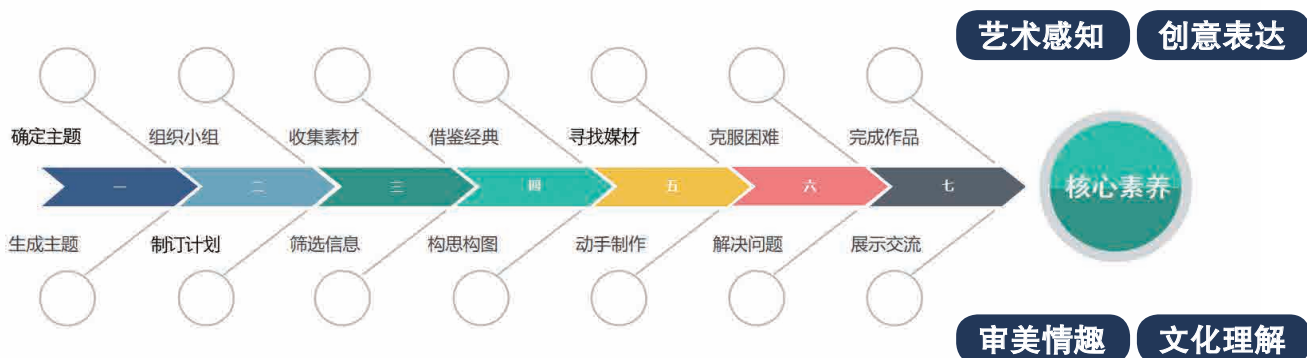 艺术感知 创意表达
确定主题 组织小组 收集素材 借鉴经典 寻找媒材 克服困难 完成作品
一 二 三 四 五 六 七
核心素养
生成主题 制订计划 筛选信息 构思构图 动手制作 解决问题 展示交流
审美情趣 文化理解